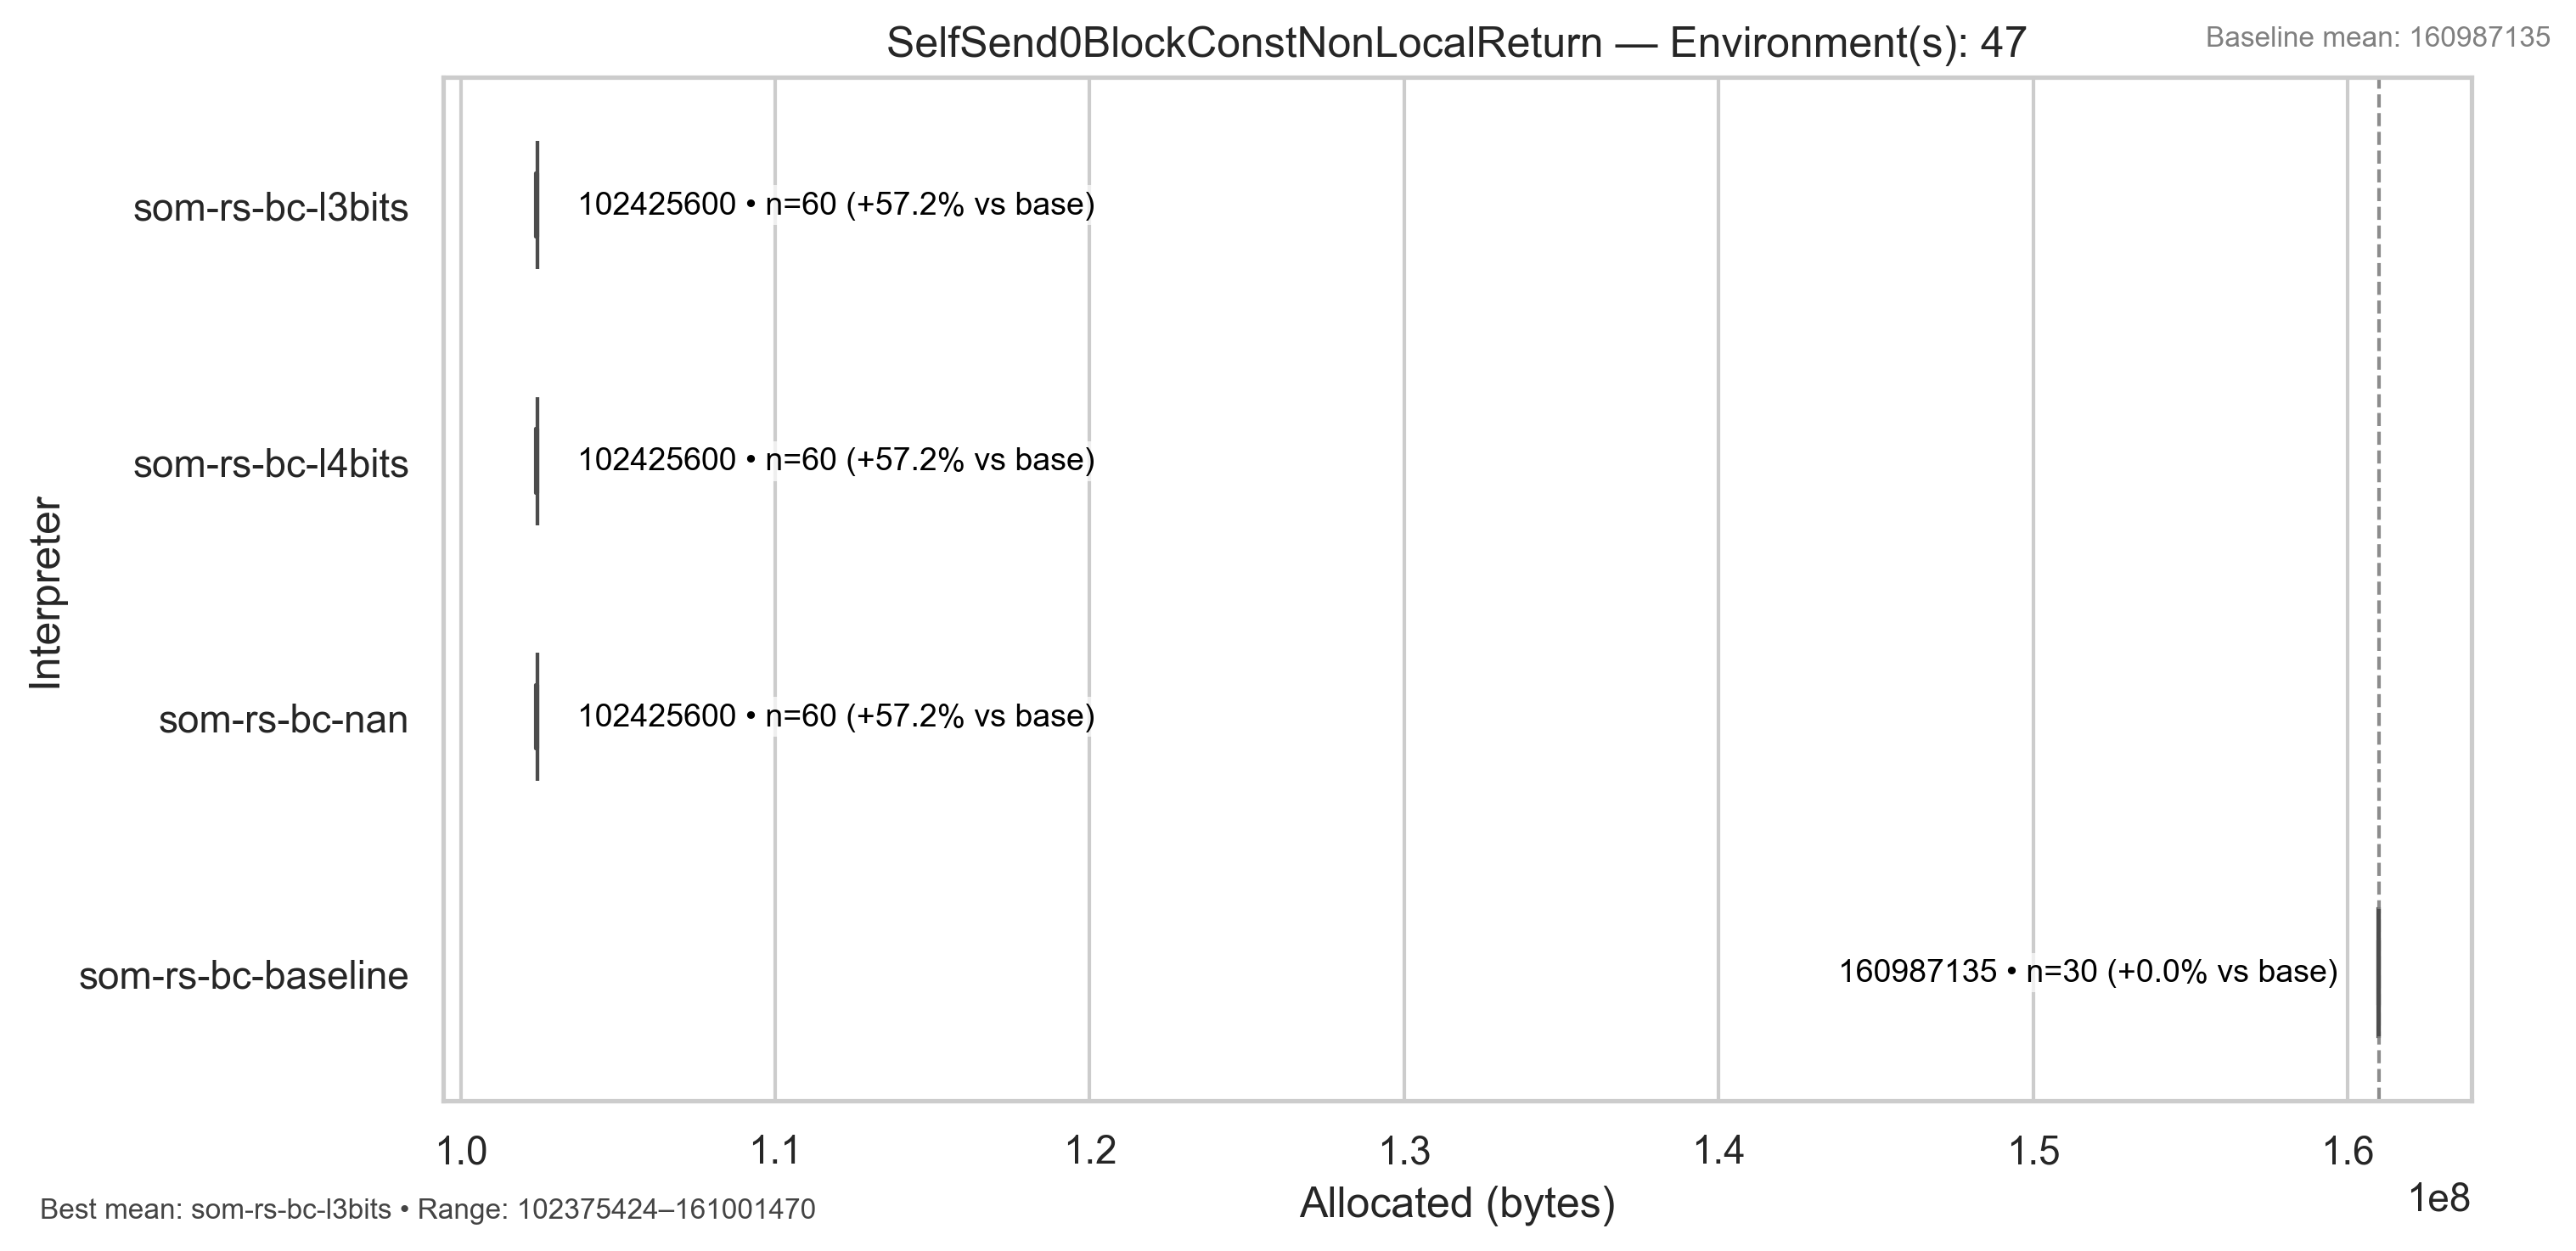 SelfSend0BlockConstNonLocalReturn — Environment(s): 47
Baseline mean: 160987135
Interpreter
som-rs-bc-l3bits
102425600 • n=60 (+57.2% vs base)
som-rs-bc-l4bits
102425600 • n=60 (+57.2% vs base)
som-rs-bc-nan
102425600 • n=60 (+57.2% vs base)
som-rs-bc-baseline
160987135 • n=30 (+0.0% vs base)
1.0 1.1 1.2 1.3 1.4 1.5 1.6
1e8
Allocated (bytes)
Best mean: som-rs-bc-l3bits • Range: 102375424–161001470